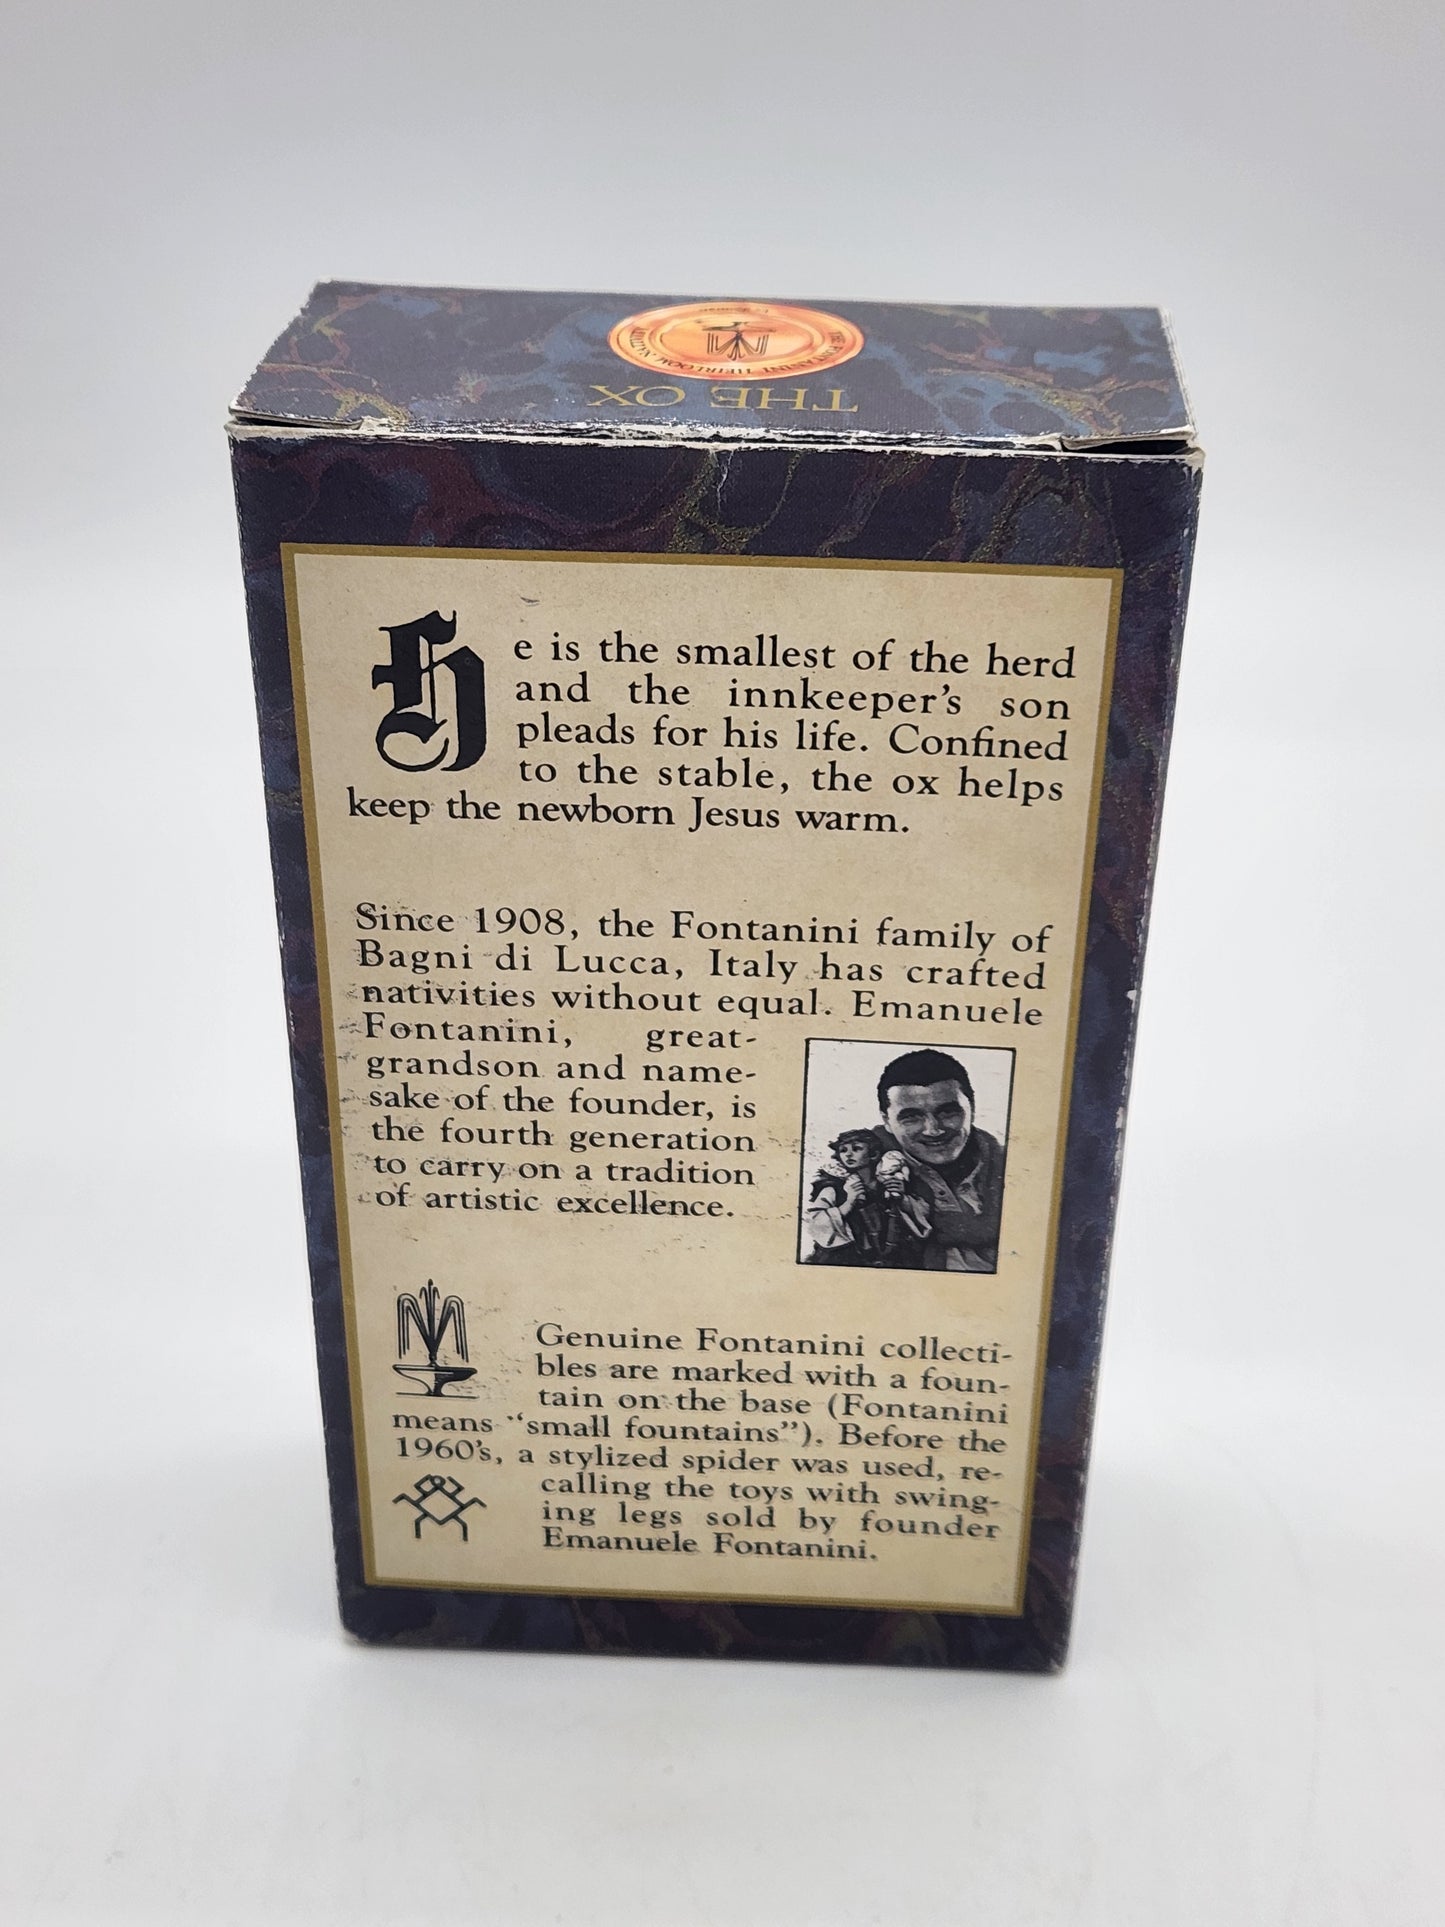 THE FONTANINI HEIRLOOM NATIVITY
THE OX
He is the smallest of the herd
and the innkeeper's son
pleads for his life. Confined
to the stable, the ox helps
keep the newborn Jesus warm.
Since 1908, the Fontanini family of
Bagni di Lucca, Italy has crafted
nativities without equal. Emanuele
Fontanini, great-
grandson and name-
sake of the founder, is
the fourth generation
to carry on a tradition
of artistic excellence.
Genuine Fontanini collecti-
bles are marked with a foun-
tain on the base (Fontanini
means "small fountains"). Before the
1960's, a stylized spider was used, re-
calling the toys with swing-
ing legs sold by founder
Emanuele Fontanini.